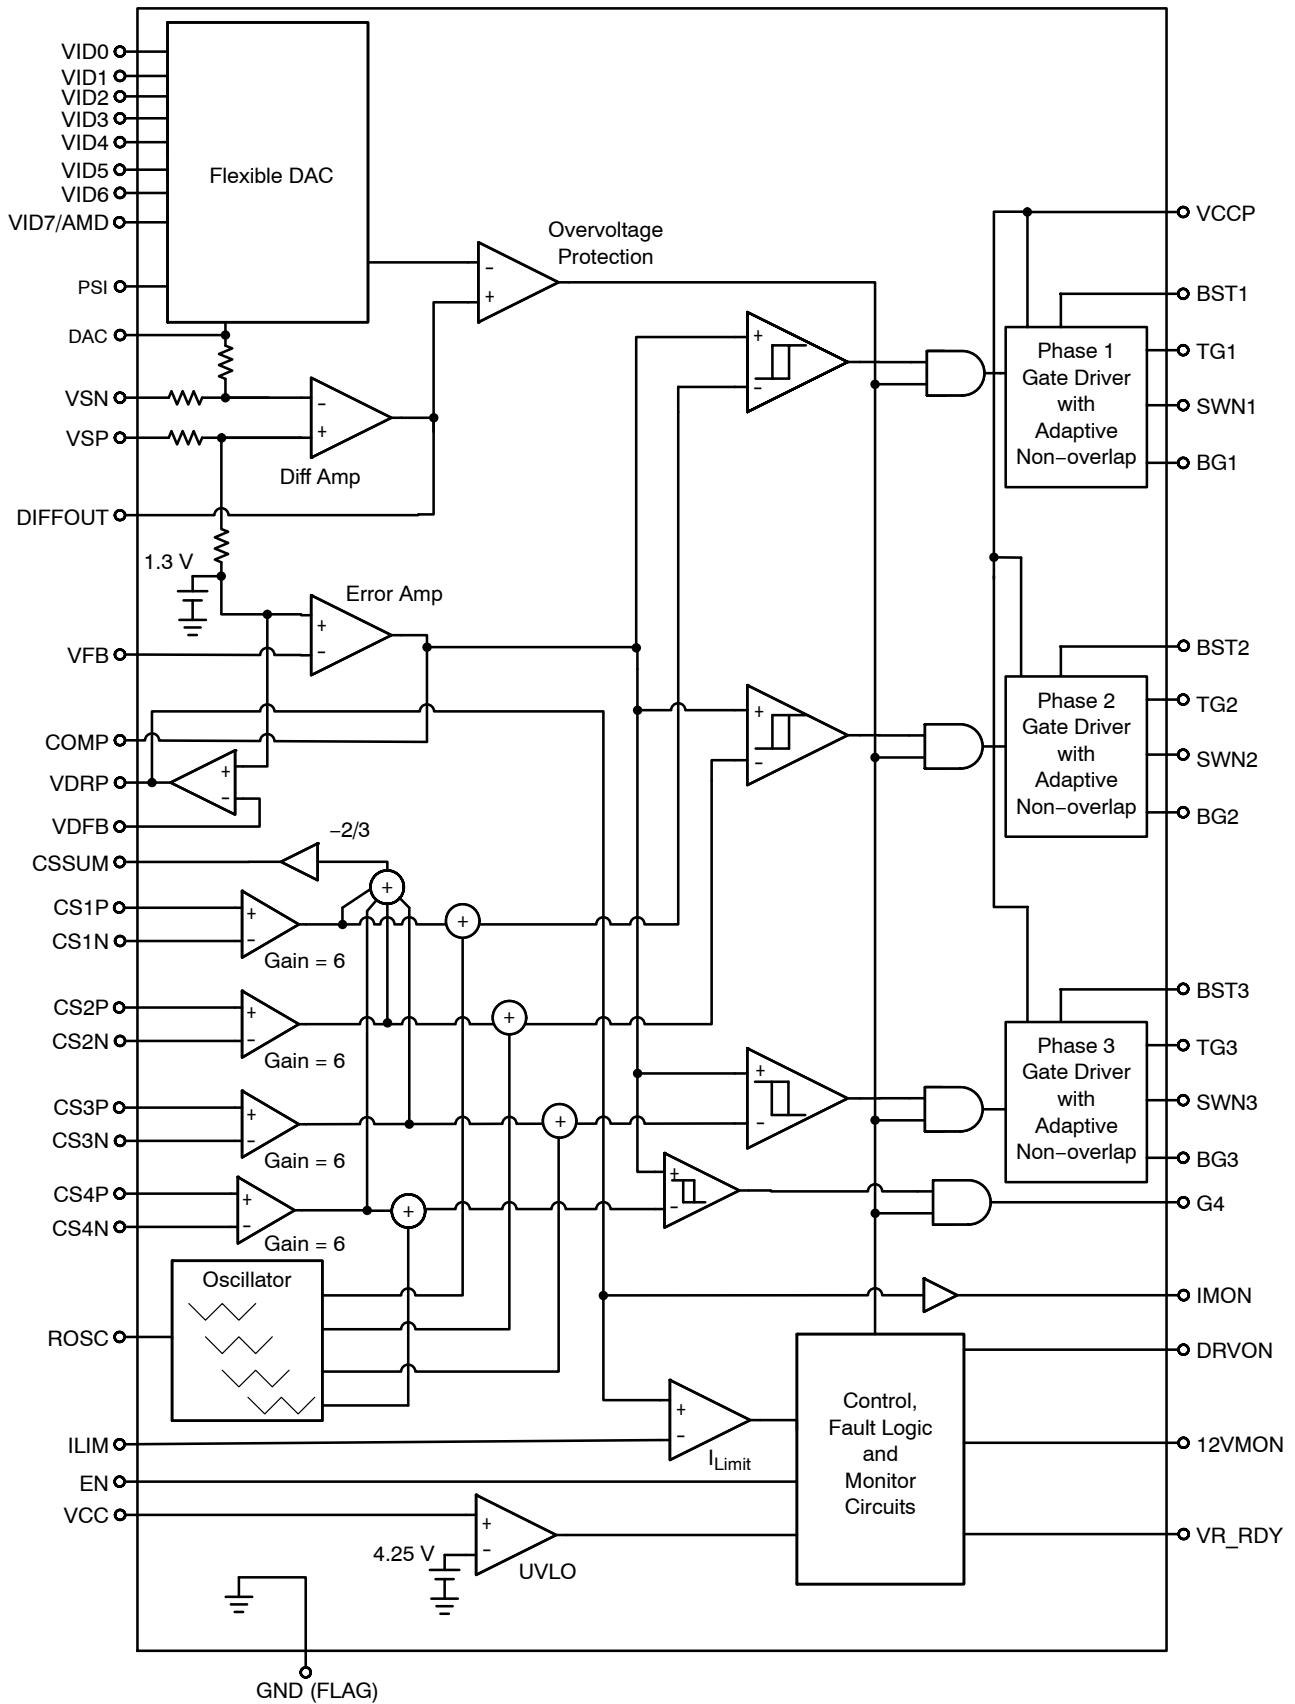 VID0
VID1
VID2
VID3
VID4
VID5
VID6
VID7/AMD
PSI
DAC
VSN
VSP
DIFFOUT
VFB
COMP
VDRP
VDFB
CSSUM
CS1P
CS1N
CS2P
CS2N
CS3P
CS3N
CS4P
CS4N
ROSC
ILIM
EN
VCC
GND (FLAG)
Flexible DAC
Overvoltage
Protection
-
+
-
+
Diff Amp
1.3 V
Error Amp
+
-
+
-
−2/3
+
+
-
Gain = 6
+
+
-
Gain = 6
+
+
-
Gain = 6
+
+
-
Gain = 6
+
Oscillator
+
-
+
-
+
-
+
-
+
-
ILimit
4.25 V
+
-
UVLO
Control,
Fault Logic
and
Monitor
Circuits
Phase 1
Gate Driver
with
Adaptive
Non−overlap
Phase 2
Gate Driver
with
Adaptive
Non−overlap
Phase 3
Gate Driver
with
Adaptive
Non−overlap
VCCP
BST1
TG1
SWN1
BG1
BST2
TG2
SWN2
BG2
BST3
TG3
SWN3
BG3
G4
IMON
DRVON
12VMON
VR_RDY